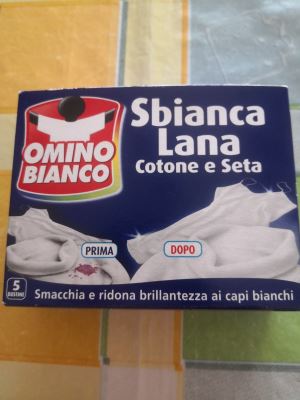 OMINO
BIANCO
Sbianca
Lana
Cotone e Seta
PRIMA
DOPO
5
BUSTINE
Smacchia e ridona brillantezza ai capi bianchi